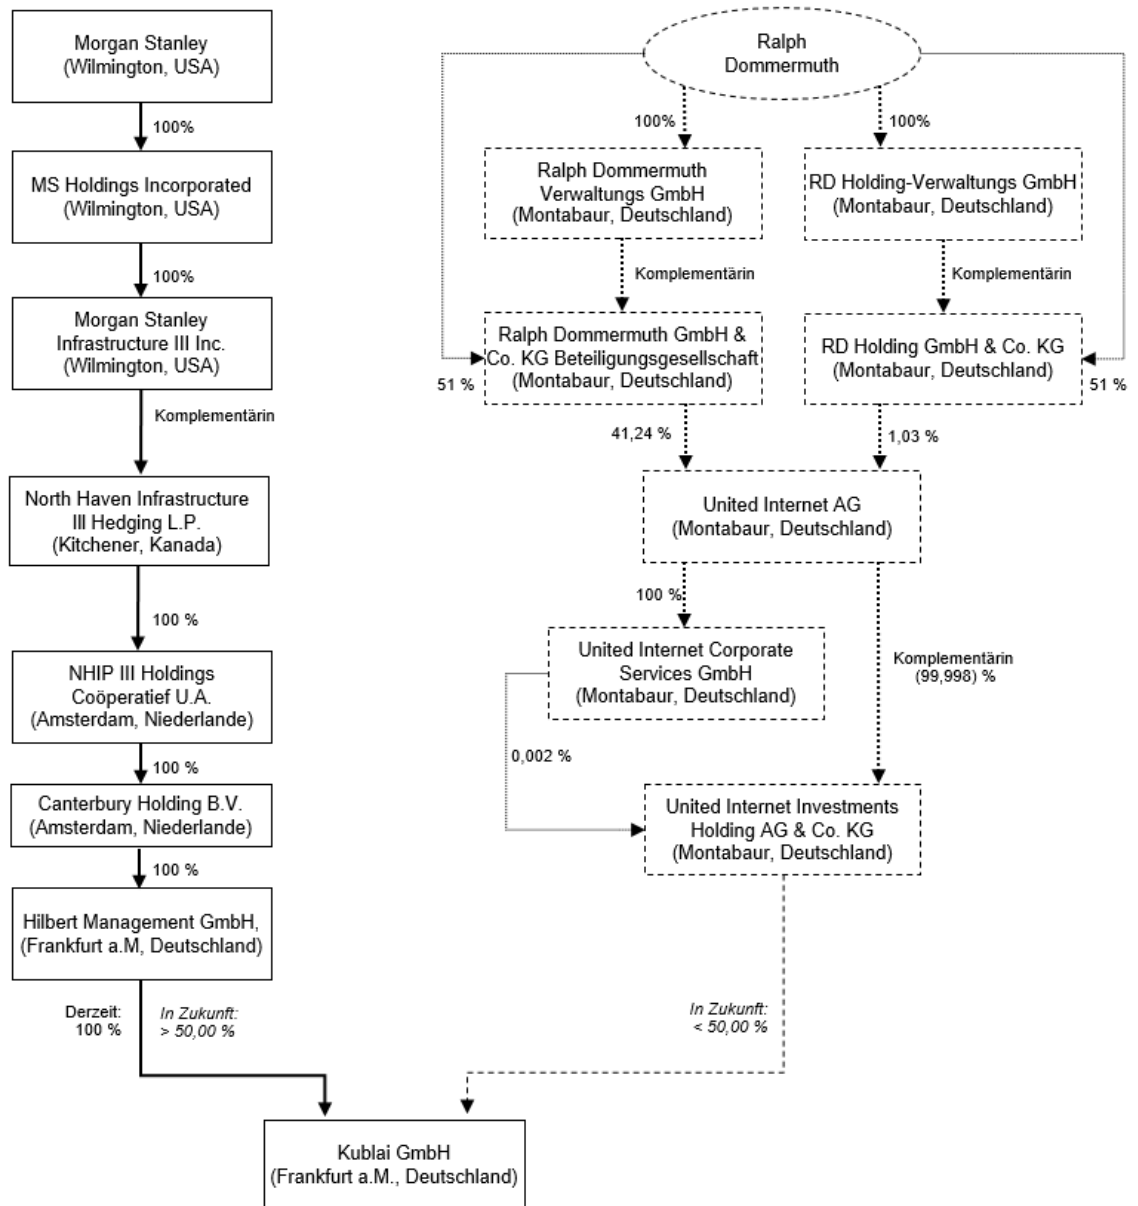 Morgan Stanley
(Wilmington, USA)
100%
MS Holdings Incorporated
(Wilmington, USA)
100%
Morgan Stanley
Infrastructure III Inc.
(Wilmington, USA)
Komplementärin
North Haven Infrastructure
III Hedging L.P.
(Kitchener, Kanada)
100 %
NHIP III Holdings
Coöperatief U.A.
(Amsterdam, Niederlande)
100 %
Canterbury Holding B.V.
(Amsterdam, Niederlande)
100 %
Hilbert Management GmbH,
(Frankfurt a.M, Deutschland)
Derzeit:
100 %
In Zukunft:
> 50,00 %
Ralph
Dommermuth
100%
100%
Ralph Dommermuth
Verwaltungs GmbH
(Montabaur, Deutschland)
RD Holding-Verwaltungs GmbH
(Montabaur, Deutschland)
Komplementärin
Komplementärin
Ralph Dommermuth GmbH &
Co. KG Beteiligungsgesellschaft
(Montabaur, Deutschland)
RD Holding GmbH & Co. KG
(Montabaur, Deutschland)
51 %
51 %
41,24 %
1,03 %
United Internet AG
(Montabaur, Deutschland)
100 %
United Internet Corporate
Services GmbH
(Montabaur, Deutschland)
Komplementärin
(99,998) %
0,002 %
United Internet Investments
Holding AG & Co. KG
(Montabaur, Deutschland)
In Zukunft:
< 50,00 %
Kublai GmbH
(Frankfurt a.M., Deutschland)